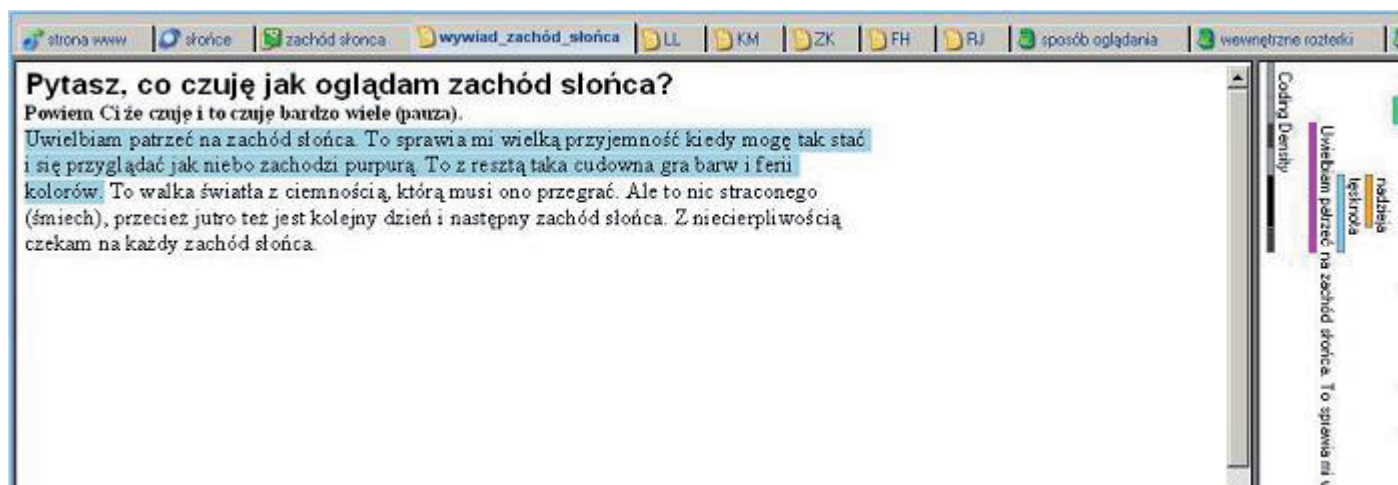 strona www słońce zachód słonca wywiad_zachód_słońca LL KM ZK FH RJ sposób oglądania wewnętrzne rozterki
Pytasz, co czuję jak oglądam zachód słońca?
Powiem Ci że czuję i to czuję bardzo wiele (pauza).
Uwielbiam patrzeć na zachód słońca. To sprawia mi wielką przyjemność kiedy mogę tak stać
i się przyglądać jak niebo zachodzi purpurą. To z resztą taka cudowna gra barw i ferii
kolorów. To walka światła z ciemnością, którą musi ono przegrać. Ale to nic straconego
(śmiech), przecież jutro też jest kolejny dzień i następny zachód słońca. Z niecierpliwością
czekam na każdy zachód słońca.
Coding Density
Uwielbiam patrzeć na zachód słońca. To sprawia mi
tęsknota
nadzieja